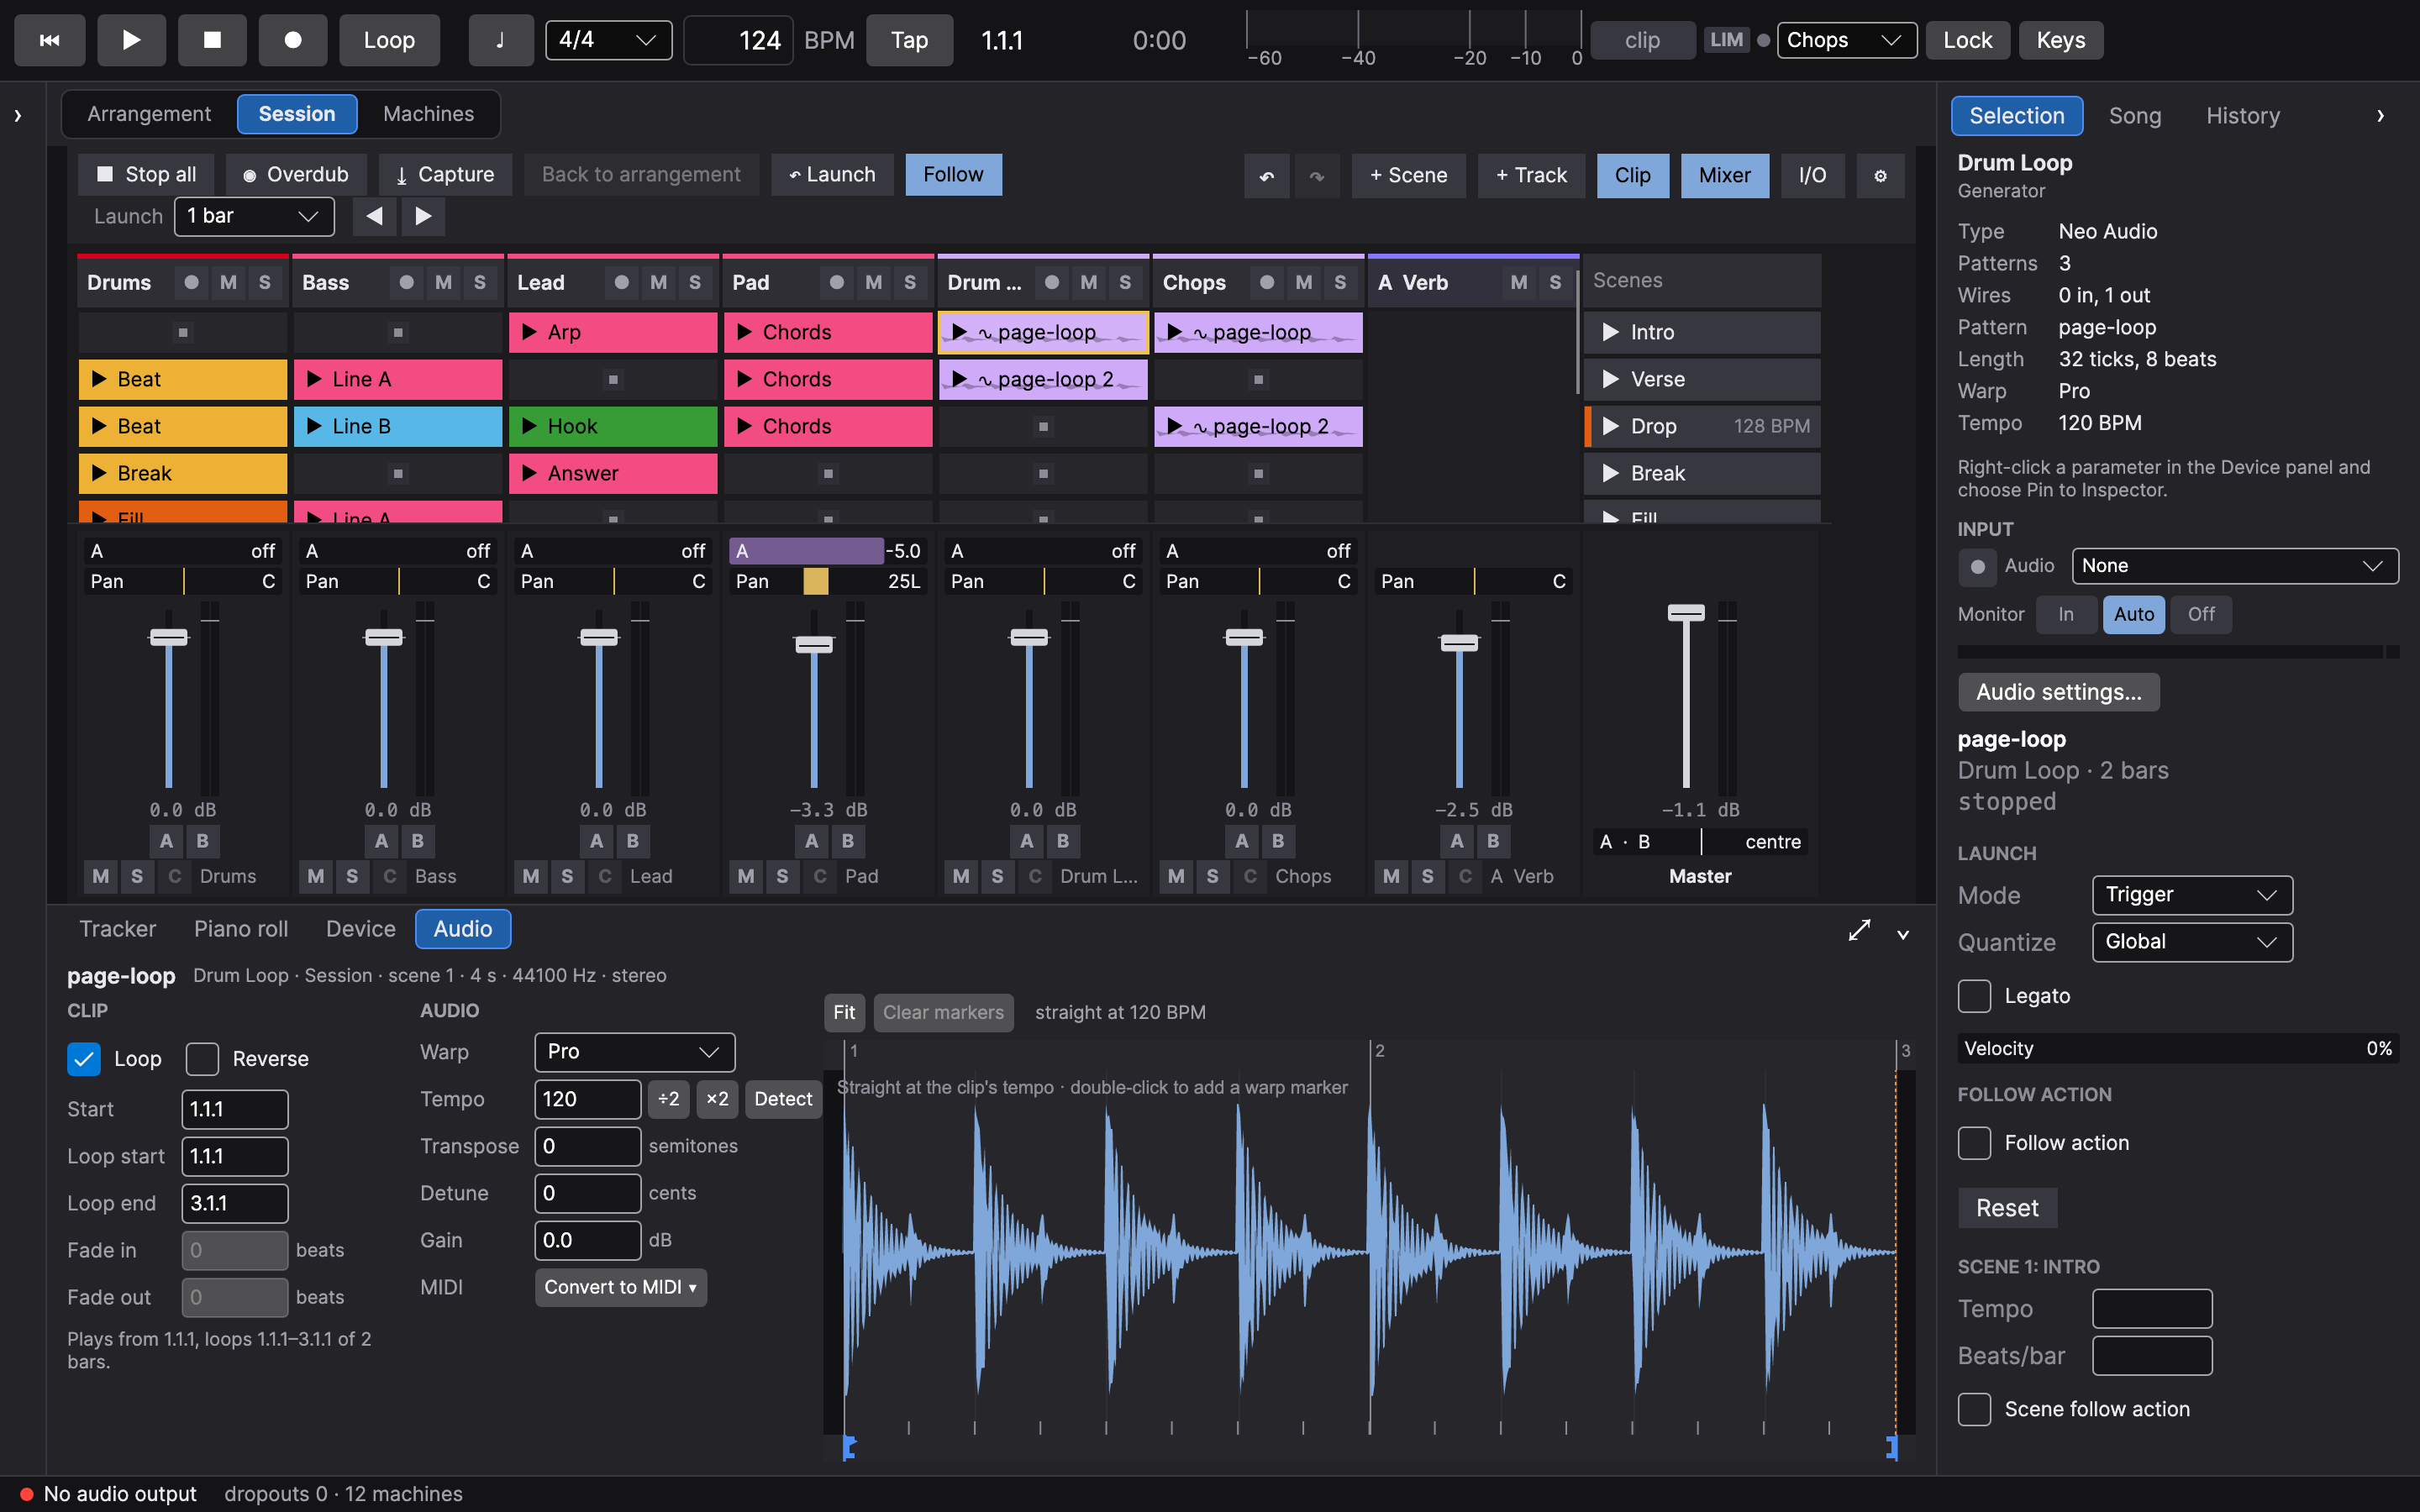 Loop 4/4 124 BPM Tap 1.1.1 0:00 −60 −40 −20 −10 0 clip LIM Chops Lock Keys
Arrangement Session Machines
Selection Song History
Stop all Overdub Capture Back to arrangement Launch Follow + Scene + Track Clip Mixer I/O
Launch 1 bar
Drums M S Bass M S Lead M S Pad M S Drum ... M S Chops M S A Verb M S Scenes
Arp Chords page-loop page-loop Intro
Beat Line A Chords page-loop 2 Verse
Beat Line B Hook Chords page-loop 2 Drop 128 BPM
Break Answer Break
Fill Line A Fill
A off A off A off A -5.0 A off A off
Pan C Pan C Pan C Pan 25L Pan C Pan C Pan C
0.0 dB 0.0 dB 0.0 dB −3.3 dB 0.0 dB 0.0 dB −2.5 dB −1.1 dB
A B A B A B A B A B A B A B A · B centre
M S C Drums M S C Bass M S C Lead M S C Pad M S C Drum L... M S C Chops M S C A Verb Master
Tracker Piano roll Device Audio
page-loop Drum Loop · Session · scene 1 · 4 s · 44100 Hz · stereo
CLIP
Loop Reverse
Start 1.1.1
Loop start 1.1.1
Loop end 3.1.1
Fade in 0 beats
Fade out 0 beats
Plays from 1.1.1, loops 1.1.1–3.1.1 of 2
bars.
AUDIO
Warp Pro
Tempo 120 ÷2 ×2 Detect
Transpose 0 semitones
Detune 0 cents
Gain 0.0 dB
MIDI Convert to MIDI ▾
Fit Clear markers straight at 120 BPM
1 2 3
Straight at the clip's tempo · double-click to add a warp marker
Drum Loop
Generator
Type Neo Audio
Patterns 3
Wires 0 in, 1 out
Pattern page-loop
Length 32 ticks, 8 beats
Warp Pro
Tempo 120 BPM
Right-click a parameter in the Device panel and
choose Pin to Inspector.
INPUT
Audio None
Monitor In Auto Off
Audio settings...
page-loop
Drum Loop · 2 bars
stopped
LAUNCH
Mode Trigger
Quantize Global
Legato
Velocity 0%
FOLLOW ACTION
Follow action
Reset
SCENE 1: INTRO
Tempo
Beats/bar
Scene follow action
No audio output dropouts 0 · 12 machines